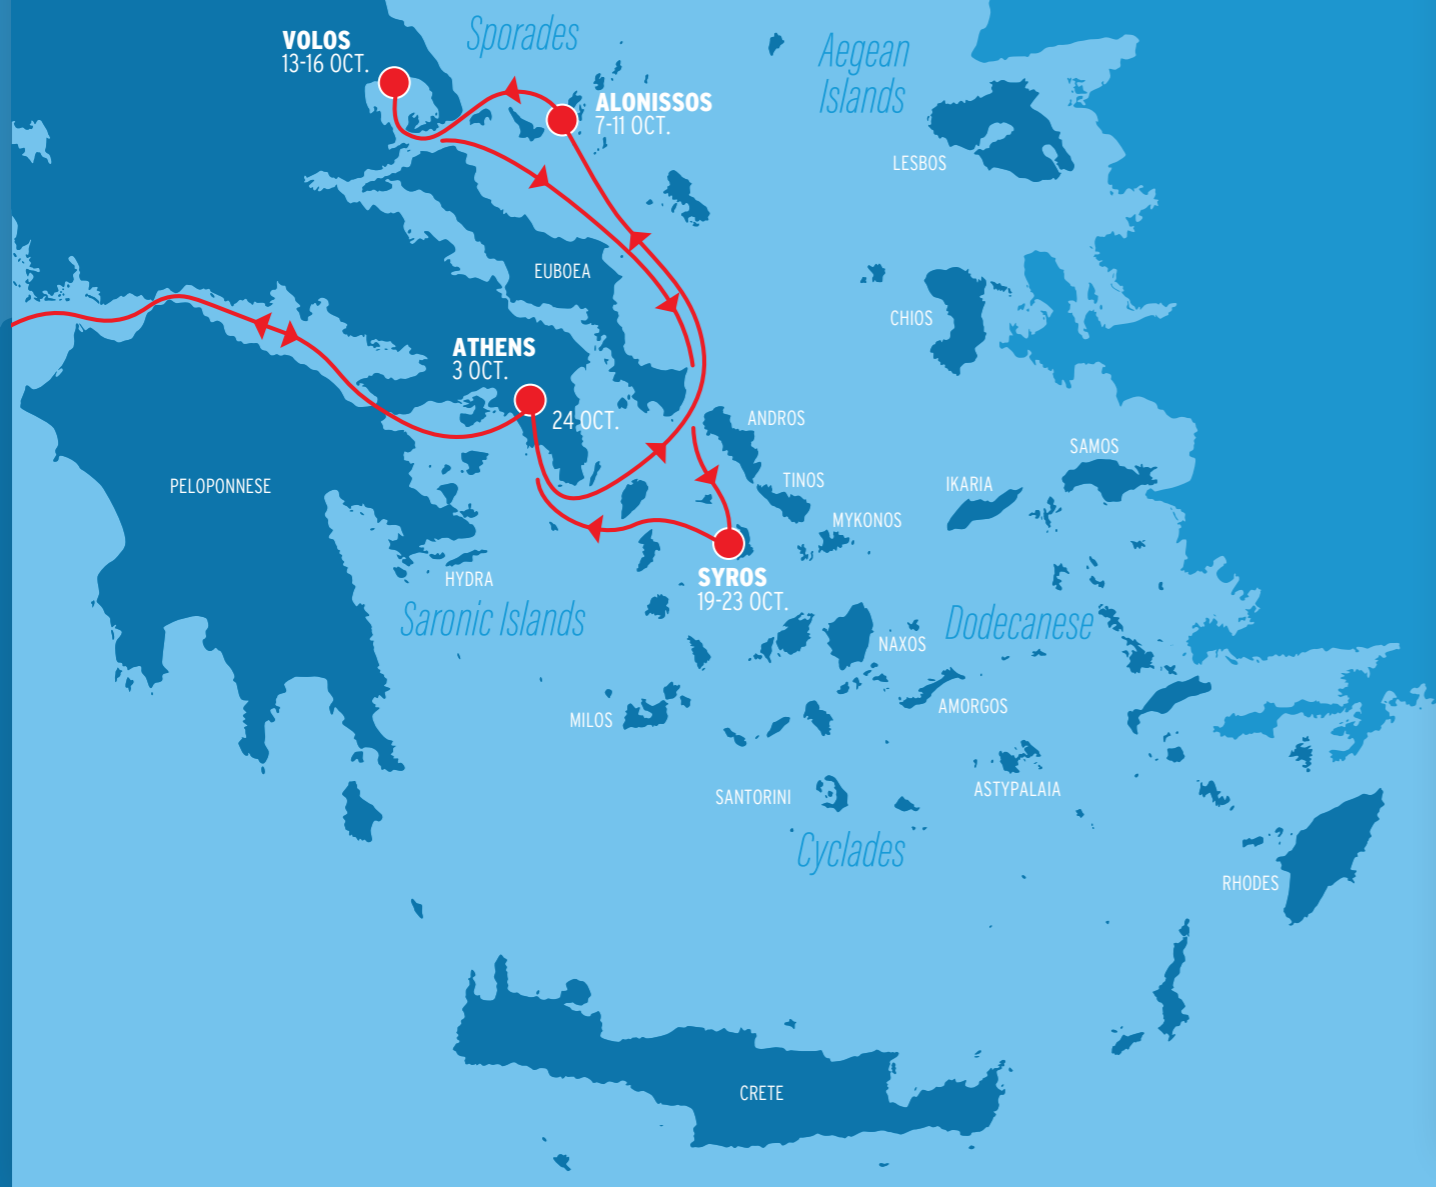 Sporades
VOLOS
13-16 OCT.
Aegean
Islands
ALONISSOS
7-11 OCT.
LESBOS
EUBOEA
CHIOS
ATHENS
3 OCT.
24 OCT.
ANDROS
SAMOS
PELOPONNESE
TINOS
IKARIA
MYKONOS
HYDRA
SYROS
19-23 OCT.
Saronic Islands
Dodecanese
NAXOS
AMORGOS
MILOS
SANTORINI
ASTYPALAIA
Cyclades
RHODES
CRETE